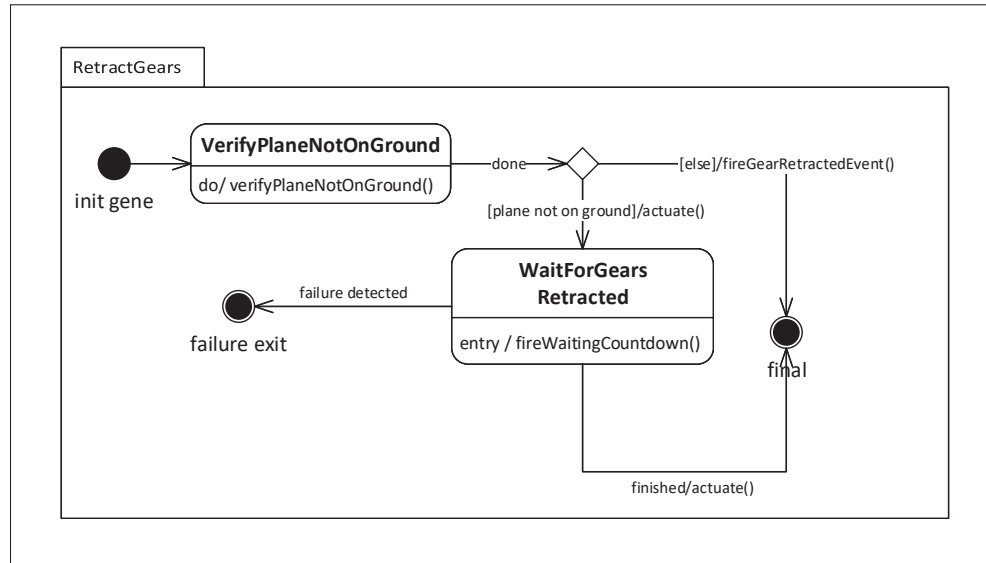 RetractGears
VerifyPlaneNotOnGround
do/ verifyPlaneNotOnGround()
init gene
done
[else]/fireGearRetractedEvent()
[plane not on ground]/actuate()
WaitForGears
Retracted
entry / fireWaitingCountdown()
failure detected
failure exit
final
finished/actuate()